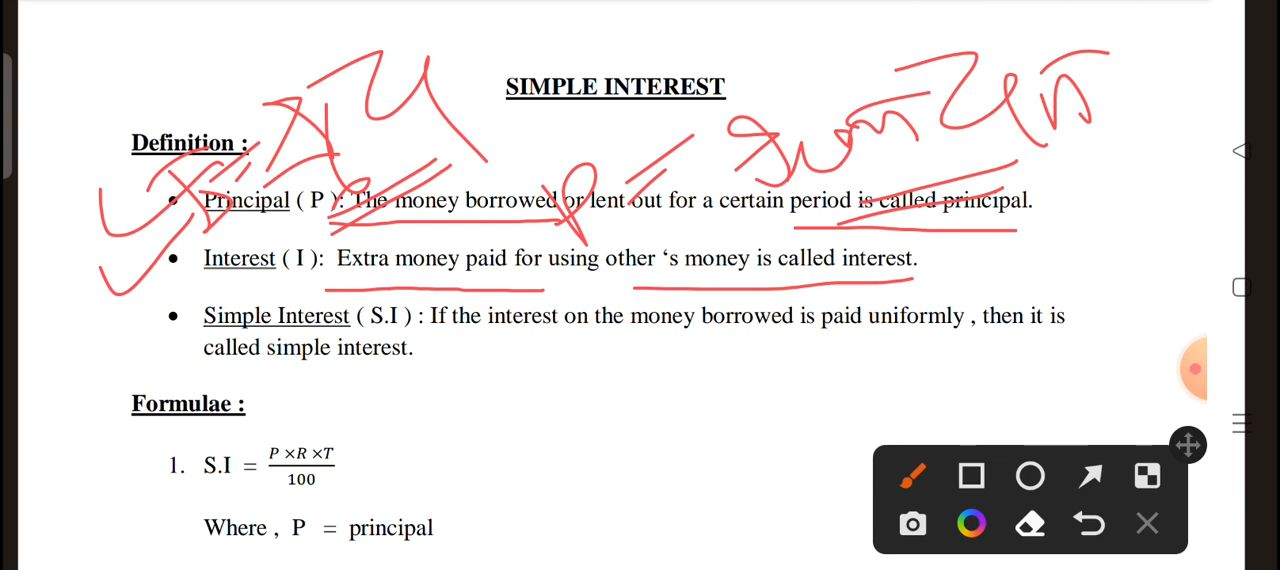 SIMPLE INTEREST
Definition :
• Principal ( P ): The money borrowed or lent out for a certain period is called principal.
• Interest ( I ): Extra money paid for using other ‘s money is called interest.
• Simple Interest ( S.I ) : If the interest on the money borrowed is paid uniformly , then it is
called simple interest.
Formulae :
1. S.I = P ×R ×T / 100
Where , P = principal